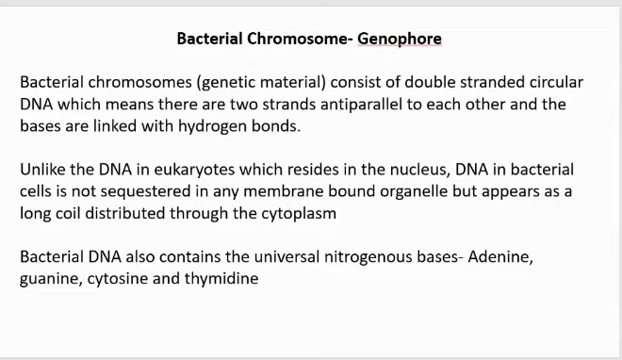 Bacterial Chromosome- Genophore
Bacterial chromosomes (genetic material) consist of double stranded circular
DNA which means there are two strands antiparallel to each other and the
bases are linked with hydrogen bonds.
Unlike the DNA in eukaryotes which resides in the nucleus, DNA in bacterial
cells is not sequestered in any membrane bound organelle but appears as a
long coil distributed through the cytoplasm
Bacterial DNA also contains the universal nitrogenous bases- Adenine,
guanine, cytosine and thymidine